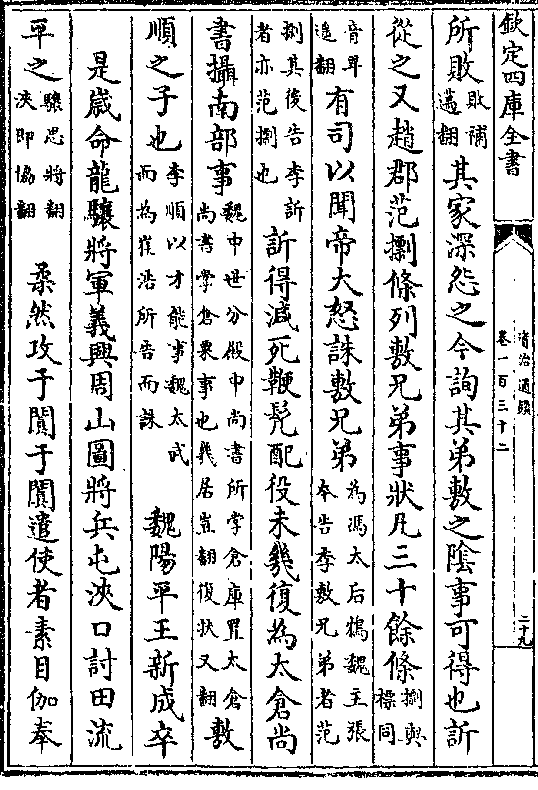 欽定四庫全書
資治通鑑
卷一百三十二
二十九
所敗敗補邁翻其家深怨之今詢其弟敷之陰事可得也訢
從之又趙郡范㯹條列敷兄弟事狀凡三十餘條㯹與標同
音卑遥翻有司以聞帝大怒誅敷兄弟為馮太后鴆魏主張本告李敷兄弟者范
㯹其後告李訢者亦范㯹也訢得減死鞭髠配役未幾復為太倉尚
書攝南部事魏中世分殿中尚書所掌倉庫置太倉尚書掌倉粟事也幾居豈翻復扶又翻敷
順之子也李順以才能事魏太武而為崔浩所告而誅魏陽平王新成卒
是歲命龍驤將軍義興周山圖將兵屯浹口討田流
平之驤思將翻浹即協翻柔然攻于闐于闐遣使者素目伽奉